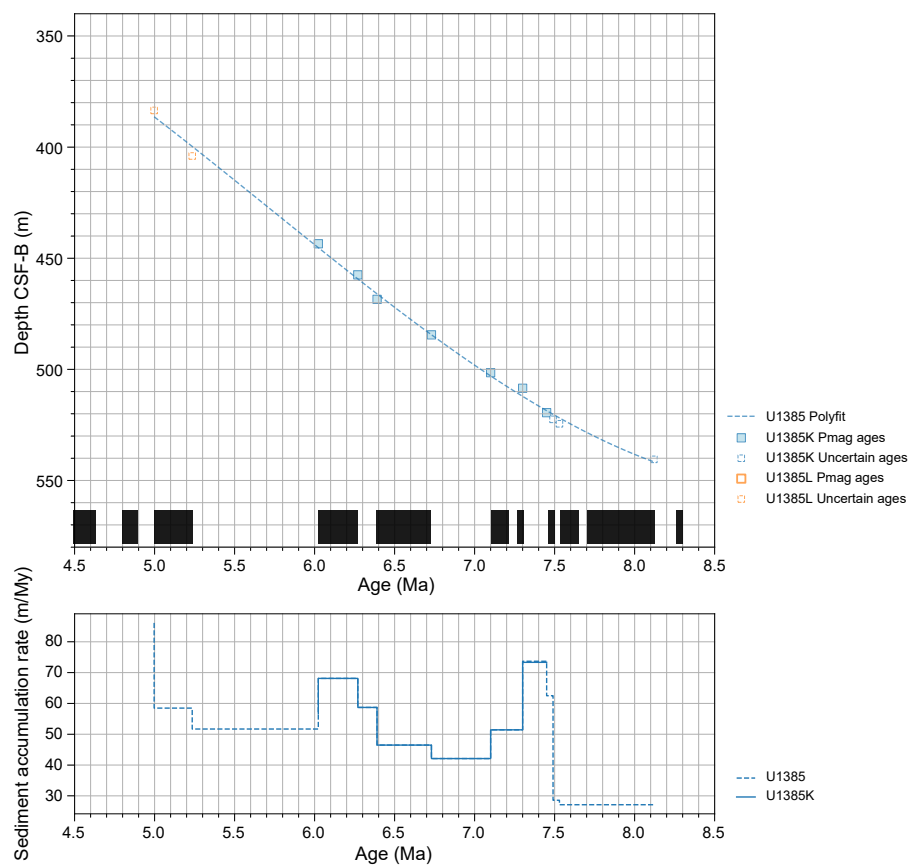 350
400
450
500
550
Depth CSF-B (m)
4.5 5.0 5.5 6.0 6.5 7.0 7.5 8.0 8.5
Age (Ma)
U1385 Polyfit
U1385K Pmag ages
U1385K Uncertain ages
U1385L Pmag ages
U1385L Uncertain ages
Sediment accumulation rate (m/My)
80
70
60
50
40
30
4.5 5.0 5.5 6.0 6.5 7.0 7.5 8.0 8.5
Age (Ma)
U1385
U1385K